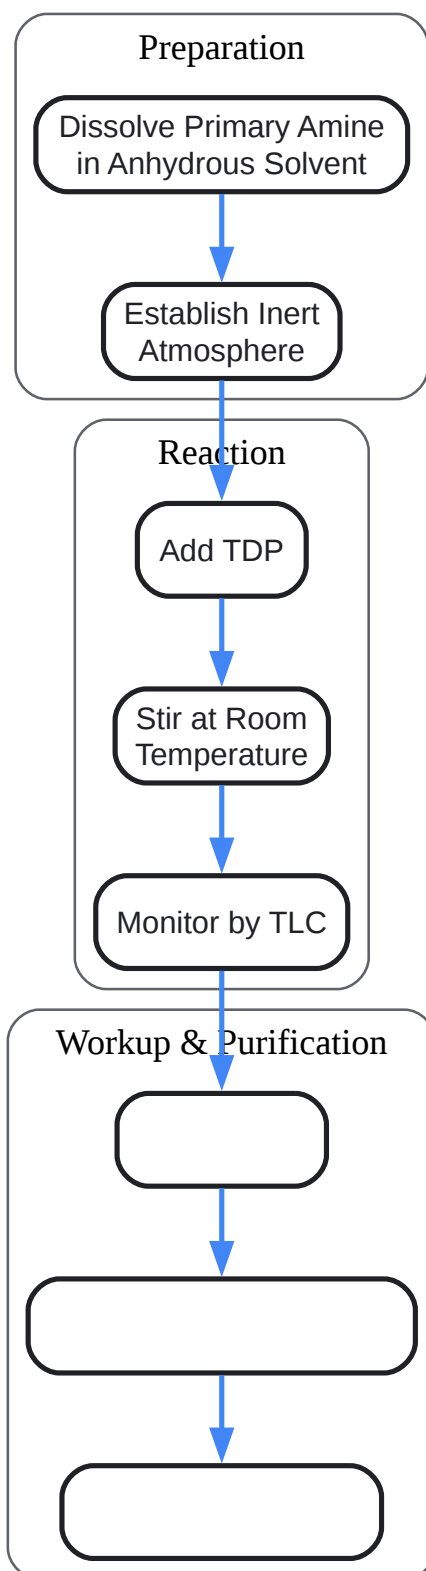 Preparation
Dissolve Primary Amine
in Anhydrous Solvent
Establish Inert
Atmosphere
Reaction
Add TDP
Stir at Room
Temperature
Monitor by TLC
Workup & Purification